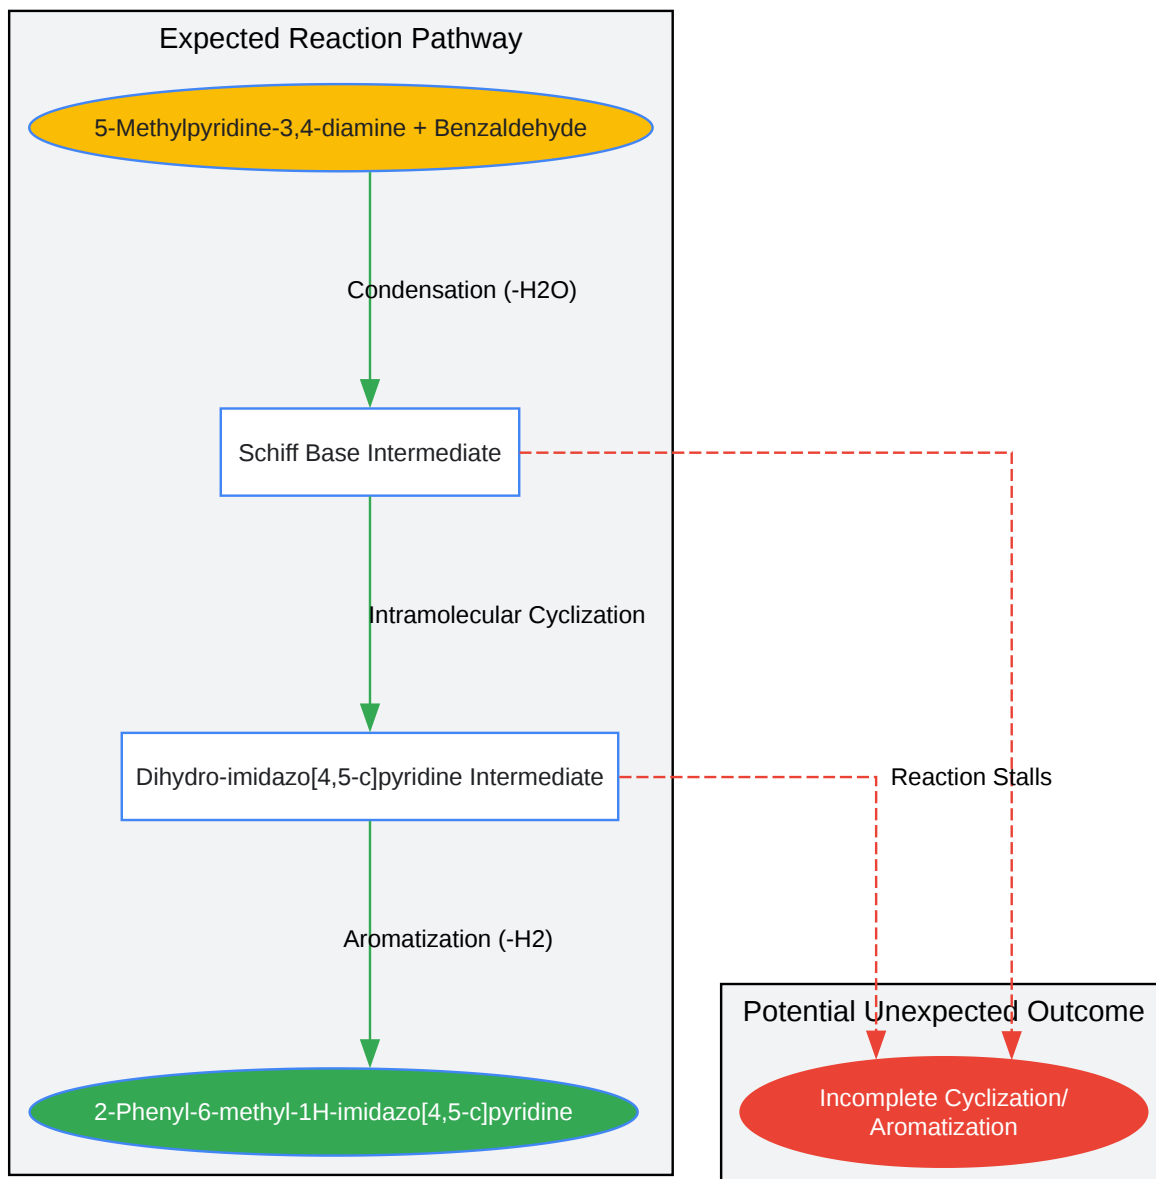 Expected Reaction Pathway
5-Methylpyridine-3,4-diamine + Benzaldehyde
Condensation (-H2O)
Schiff Base Intermediate
Intramolecular Cyclization
Dihydro-imidazo[4,5-c]pyridine Intermediate
Reaction Stalls
Aromatization (-H2)
Potential Unexpected Outcome
2-Phenyl-6-methyl-1H-imidazo[4,5-c]pyridine
Incomplete Cyclization/
Aromatization